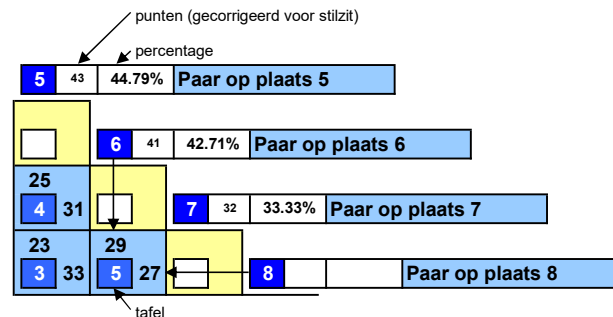 punten (gecorrigeerd voor stilzit)
percentage
5 43 44.79% Paar op plaats 5
6 41 42.71% Paar op plaats 6
25
4 31 7 32 33.33% Paar op plaats 7
23 29
3 33 5 27 8 Paar op plaats 8
tafel